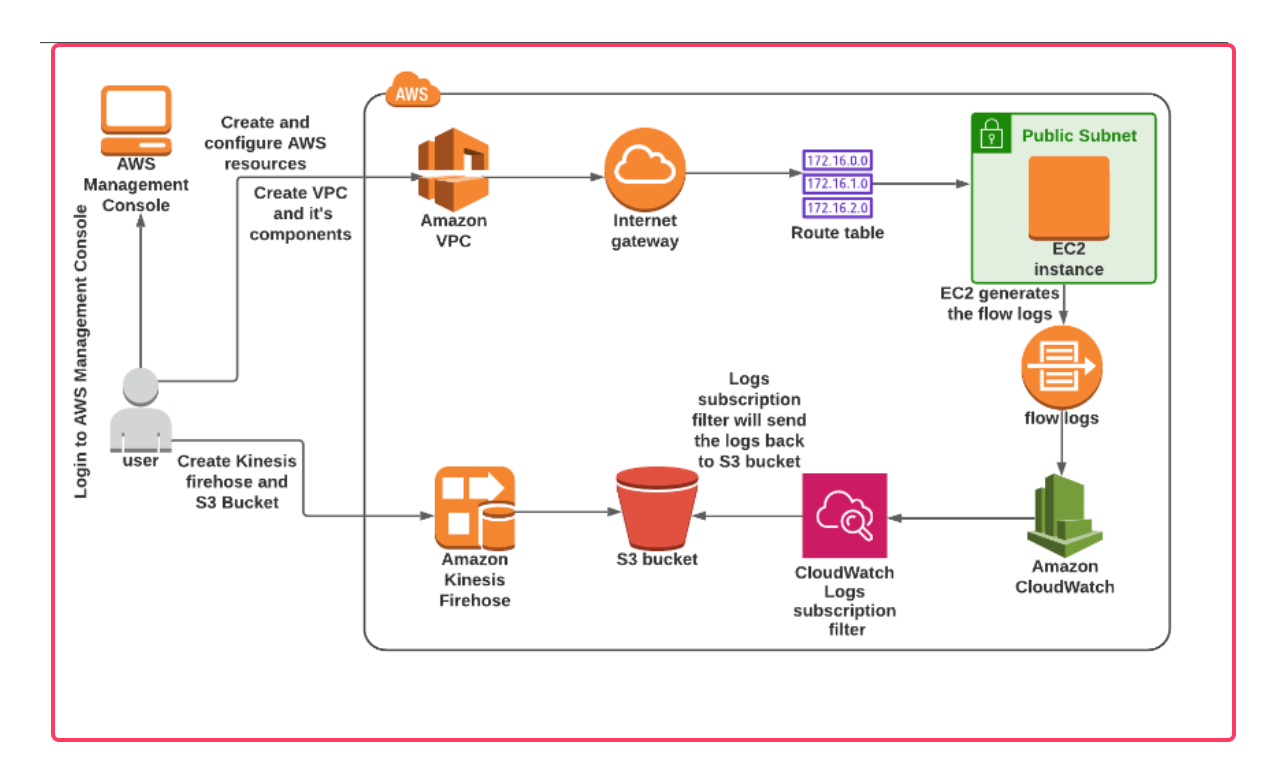 AWS
Management
Console
Login to AWS Management Console
user
Create and
configure AWS
resources
Create VPC
and it's
components
Create Kinesis
firehose and
S3 Bucket
AWS
Amazon
VPC
Internet
gateway
172.16.0.0
172.16.1.0
172.16.2.0
Route table
Public Subnet
EC2
instance
EC2 generates
the flow logs
flow logs
Amazon
CloudWatch
CloudWatch
Logs
subscription
filter
Logs
subscription
filter will send
the logs back
to S3 bucket
S3 bucket
Amazon
Kinesis
Firehose